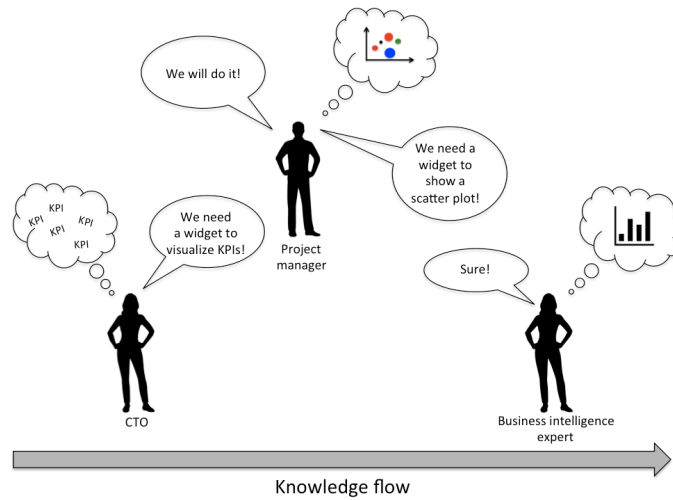 We will do it!
We need a
widget to
show a
scatter plot!
Project
manager
KPI
KPI
KPI
KPI
KPI
We need
a widget to
visualize KPIs!
CTO
Sure!
Business intelligence
expert
Knowledge flow